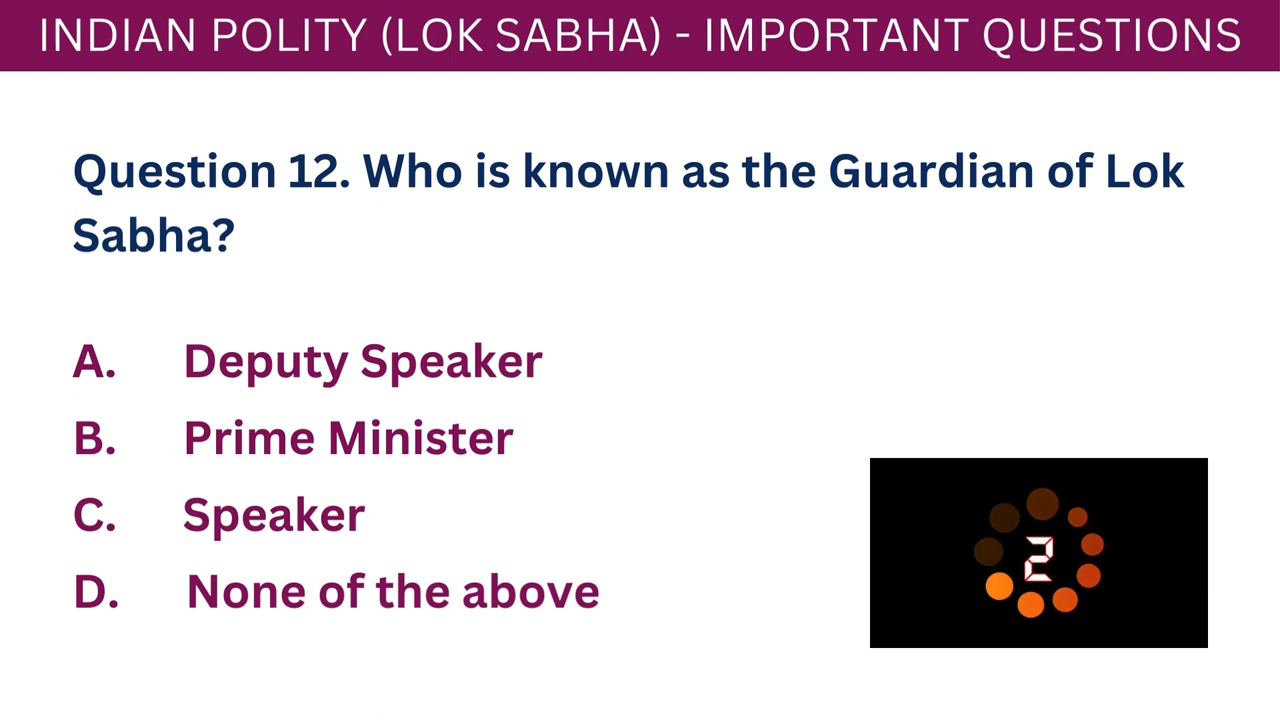 INDIAN POLITY (LOK SABHA) - IMPORTANT QUESTIONS
Question 12. Who is known as the Guardian of Lok
Sabha?
A. Deputy Speaker
B. Prime Minister
C. Speaker
D. None of the above
2